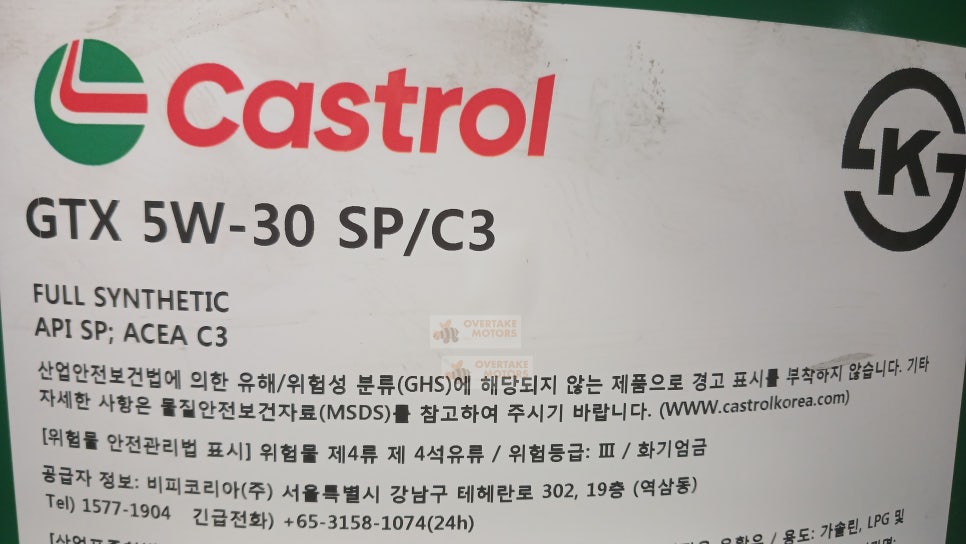 Castrol
K
GTX 5W-30 SP/C3
FULL SYNTHETIC
API SP; ACEA C3
OVERTAKE
MOTORS
OVERTAKE
MOTORS
산업안전보건법에 의한 유해/위험성 분류(GHS)에 해당되지 않는 제품으로 경고 표시를 부착하지 않습니다. 기타
자세한 사항은 물질안전보건자료(MSDS)를 참고하여 주시기 바랍니다. (WWW.castrolkorea.com)
[위험물 안전관리법 표시] 위험물 제4류 제 4석유류 / 위험등급: Ⅲ / 화기엄금
공급자 정보: 비피코리아(주) 서울특별시 강남구 테헤란로 302, 19층 (역삼동)
Tel) 1577-1904 긴급전화) +65-3158-1074(24h)
/ 용도: 가솔린, LPG 및